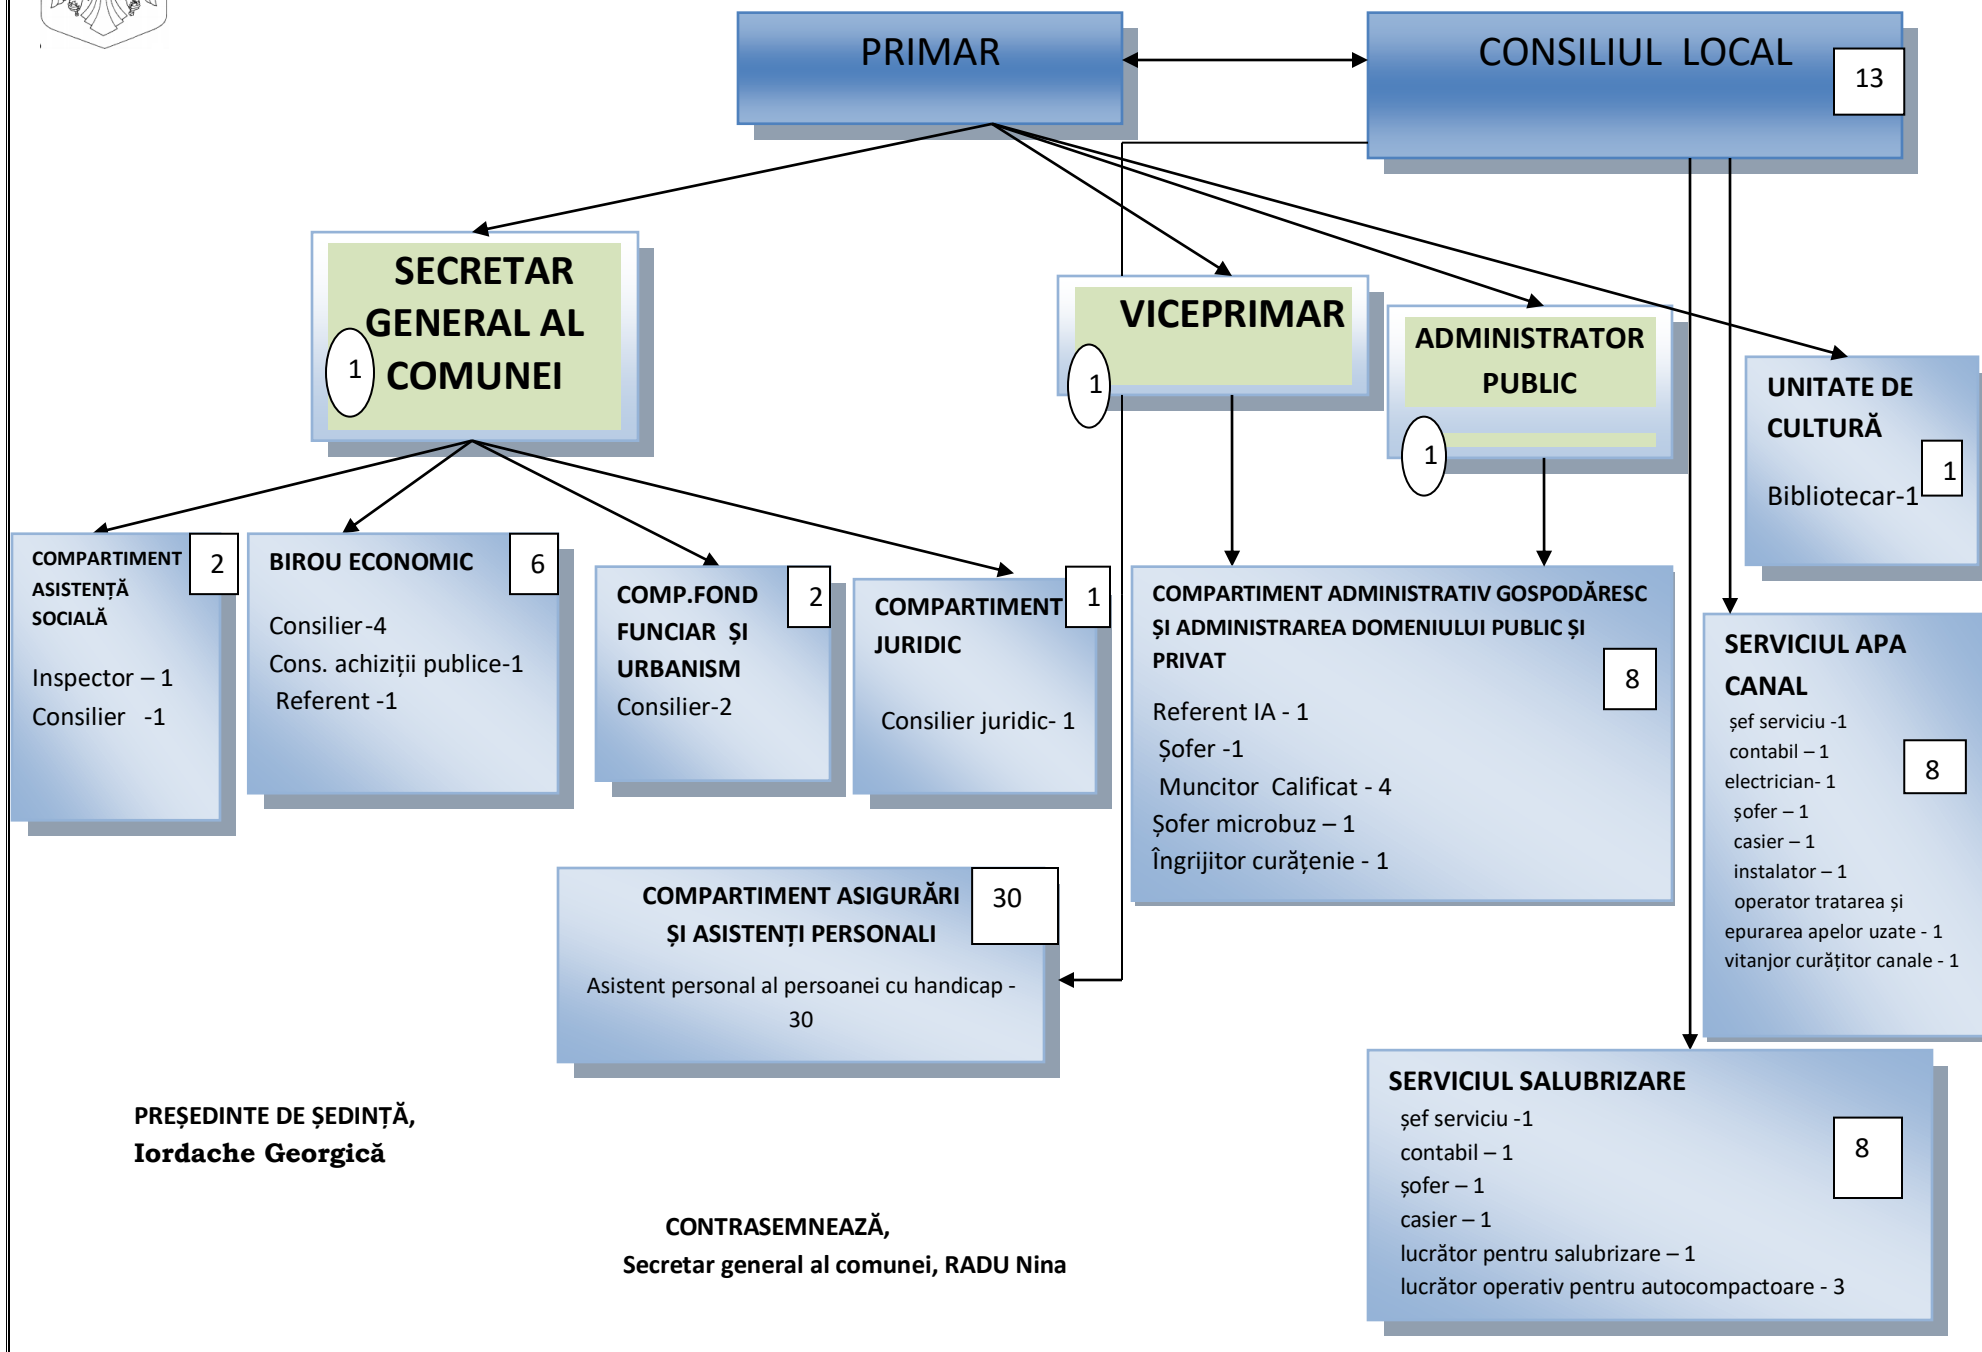 PRIMAR
CONSILIUL LOCAL
13
SECRETAR
GENERAL AL
COMUNEI
1
VICEPRIMAR
1
ADMINISTRATOR
PUBLIC
1
UNITATE DE
CULTURĂ
Bibliotecar-1
1
COMPARTIMENT
ASISTENȚĂ
SOCIALĂ
Inspector – 1
Consilier -1
2
BIROU ECONOMIC
Consilier-4
Cons. achiziții publice-1
Referent -1
6
COMP.FOND
FUNCIAR ȘI
URBANISM
Consilier-2
2
COMPARTIMENT
JURIDIC
Consilier juridic- 1
1
COMPARTIMENT ADMINISTRATIV GOSPODĂRESC
ȘI ADMINISTRAREA DOMENIULUI PUBLIC ȘI
PRIVAT
Referent IA - 1
Șofer -1
Muncitor Calificat - 4
Șofer microbuz – 1
Îngrijitor curățenie - 1
8
SERVICIUL APA
CANAL
șef serviciu -1
contabil – 1
electrician- 1
șofer – 1
casier – 1
instalator – 1
operator tratarea și
epurarea apelor uzate - 1
vitanjor curățitor canale - 1
8
COMPARTIMENT ASIGURĂRI
ȘI ASISTENȚI PERSONALI
Asistent personal al persoanei cu handicap -
30
30
SERVICIUL SALUBRIZARE
șef serviciu -1
contabil – 1
șofer – 1
casier – 1
lucrător pentru salubrizare – 1
lucrător operativ pentru autocompactoare - 3
8
PREȘEDINTE DE ȘEDINȚĂ,
Iordache Georgică
CONTRASEMNEAZĂ,
Secretar general al comunei, RADU Nina